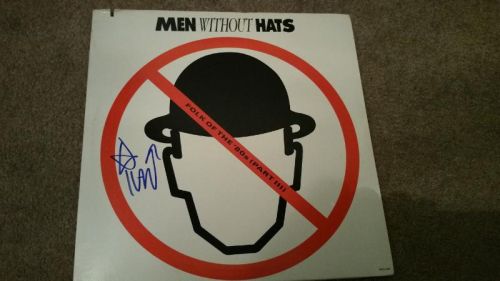 MEN WITHOUT HATS
FOLK OF THE '80s (PART III)